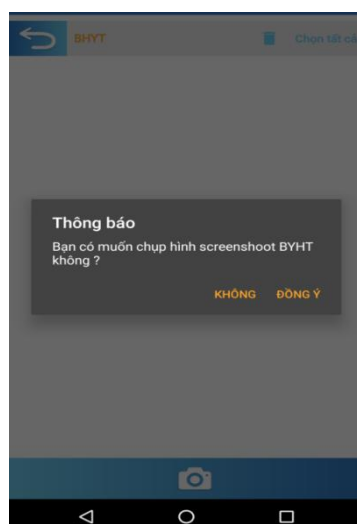 BHYT
Chọn tất cả
Thông báo
Bạn có muốn chụp hình screenshoot BYHT
không ?
KHÔNG ĐỒNG Ý